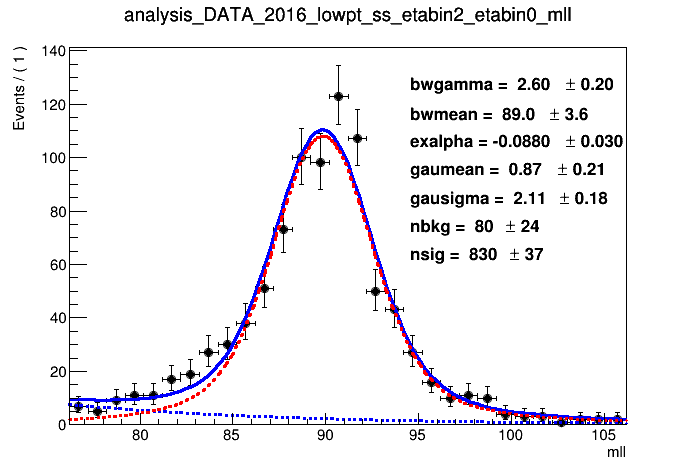 analysis_DATA_2016_lowpt_ss_etabin2_etabin0_mll
Events / ( 1 )
140
120
100
80
60
40
20
0
bwgamma = 2.60 ± 0.20
bwmean = 89.0 ± 3.6
exalpha = -0.0880 ± 0.030
gaumean = 0.87 ± 0.21
gausigma = 2.11 ± 0.18
nbkg = 80 ± 24
nsig = 830 ± 37
80 85 90 95 100 105
mll